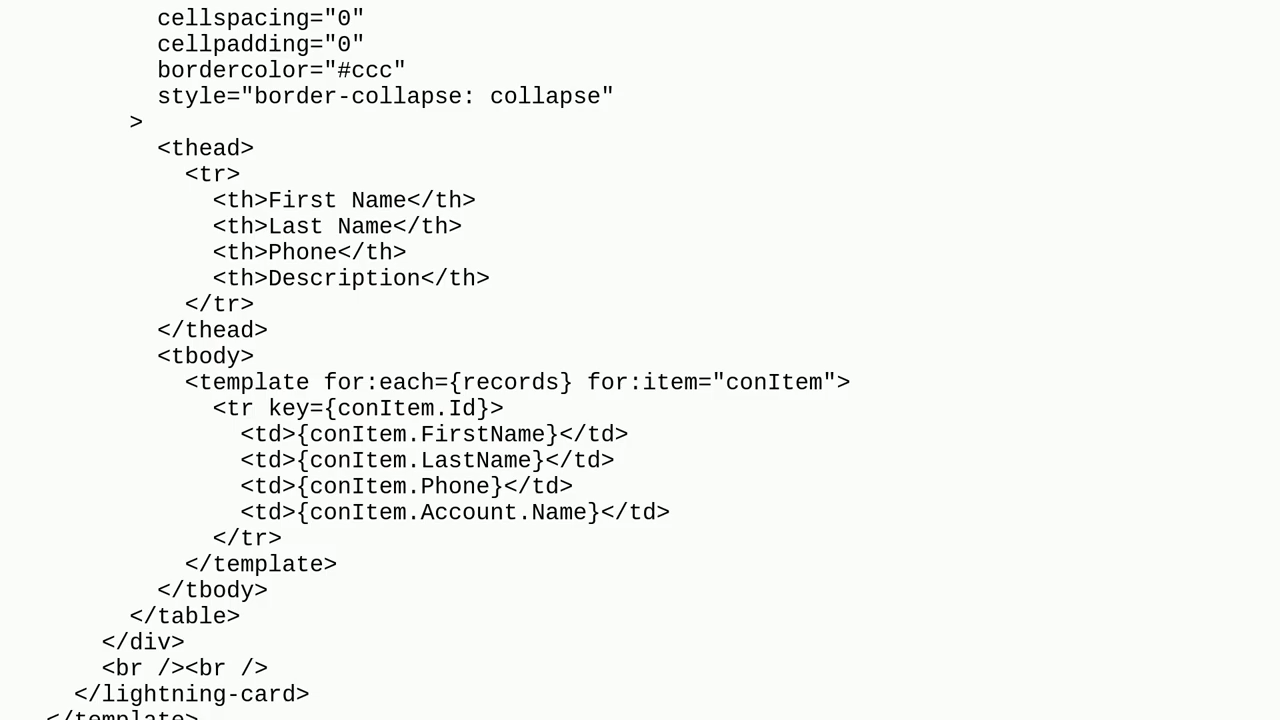 cellspacing="0"
cellpadding="0"
bordercolor="#ccc"
style="border-collapse: collapse"
>
<thead>
<tr>
<th>First Name</th>
<th>Last Name</th>
<th>Phone</th>
<th>Description</th>
</tr>
</thead>
<tbody>
<template for:each={records} for:item="conItem">
<tr key={conItem.Id}>
<td>{conItem.FirstName}</td>
<td>{conItem.LastName}</td>
<td>{conItem.Phone}</td>
<td>{conItem.Account.Name}</td>
</tr>
</template>
</tbody>
</table>
</div>
<br /><br />
</lightning-card>
</template>